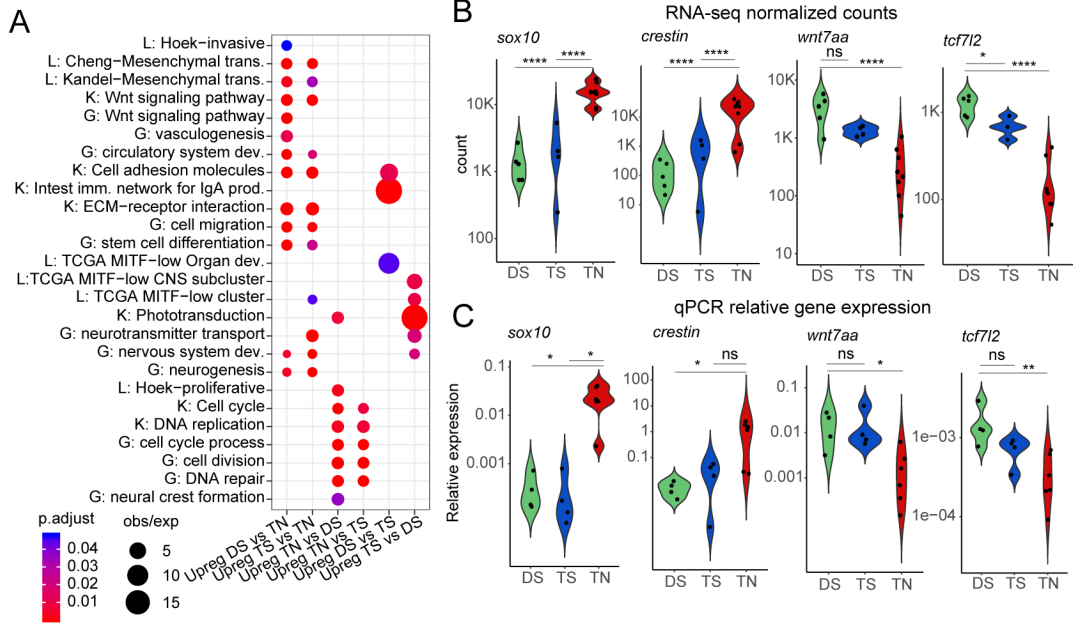 A
L: Hoek−invasive
L: Cheng−Mesenchymal trans.
L: Kandel−Mesenchymal trans.
K: Wnt signaling pathway
G: Wnt signaling pathway
G: vasculogenesis
G: circulatory system dev.
K: Cell adhesion molecules
K: Intest imm. network for IgA prod.
K: ECM−receptor interaction
G: cell migration
G: stem cell differentiation
L: TCGA MITF−low Organ dev.
L:TCGA MITF−low CNS subcluster
L: TCGA MITF−low cluster
K: Phototransduction
G: neurotransmitter transport
G: nervous system dev.
G: neurogenesis
L: Hoek−proliferative
K: Cell cycle
K: DNA replication
G: cell cycle process
G: cell division
G: DNA repair
G: neural crest formation
Upreg DS vs TN
Upreg TS vs TN
Upreg TN vs DS
Upreg TN vs TS
Upreg DS vs TS
Upreg TS vs DS
p.adjust
0.04
0.03
0.02
0.01
obs/exp
5
10
15
B
RNA-seq normalized counts
sox10
crestin
wnt7aa
tcf7l2
**** ****
**** ****
ns ****
* ****
count
10K
1K
100
10K
1K
100
10
10K
1K
100
10
1K
100
DS TS TN
DS TS TN
DS TS TN
DS TS TN
C
qPCR relative gene expression
sox10
crestin
wnt7aa
tcf7l2
* *
* ns
ns *
ns **
Relative expression
0.1
0.01
0.001
100
10
1
0.1
0.1
0.01
0.001
1e−03
1e−04
DS TS TN
DS TS TN
DS TS TN
DS TS TN